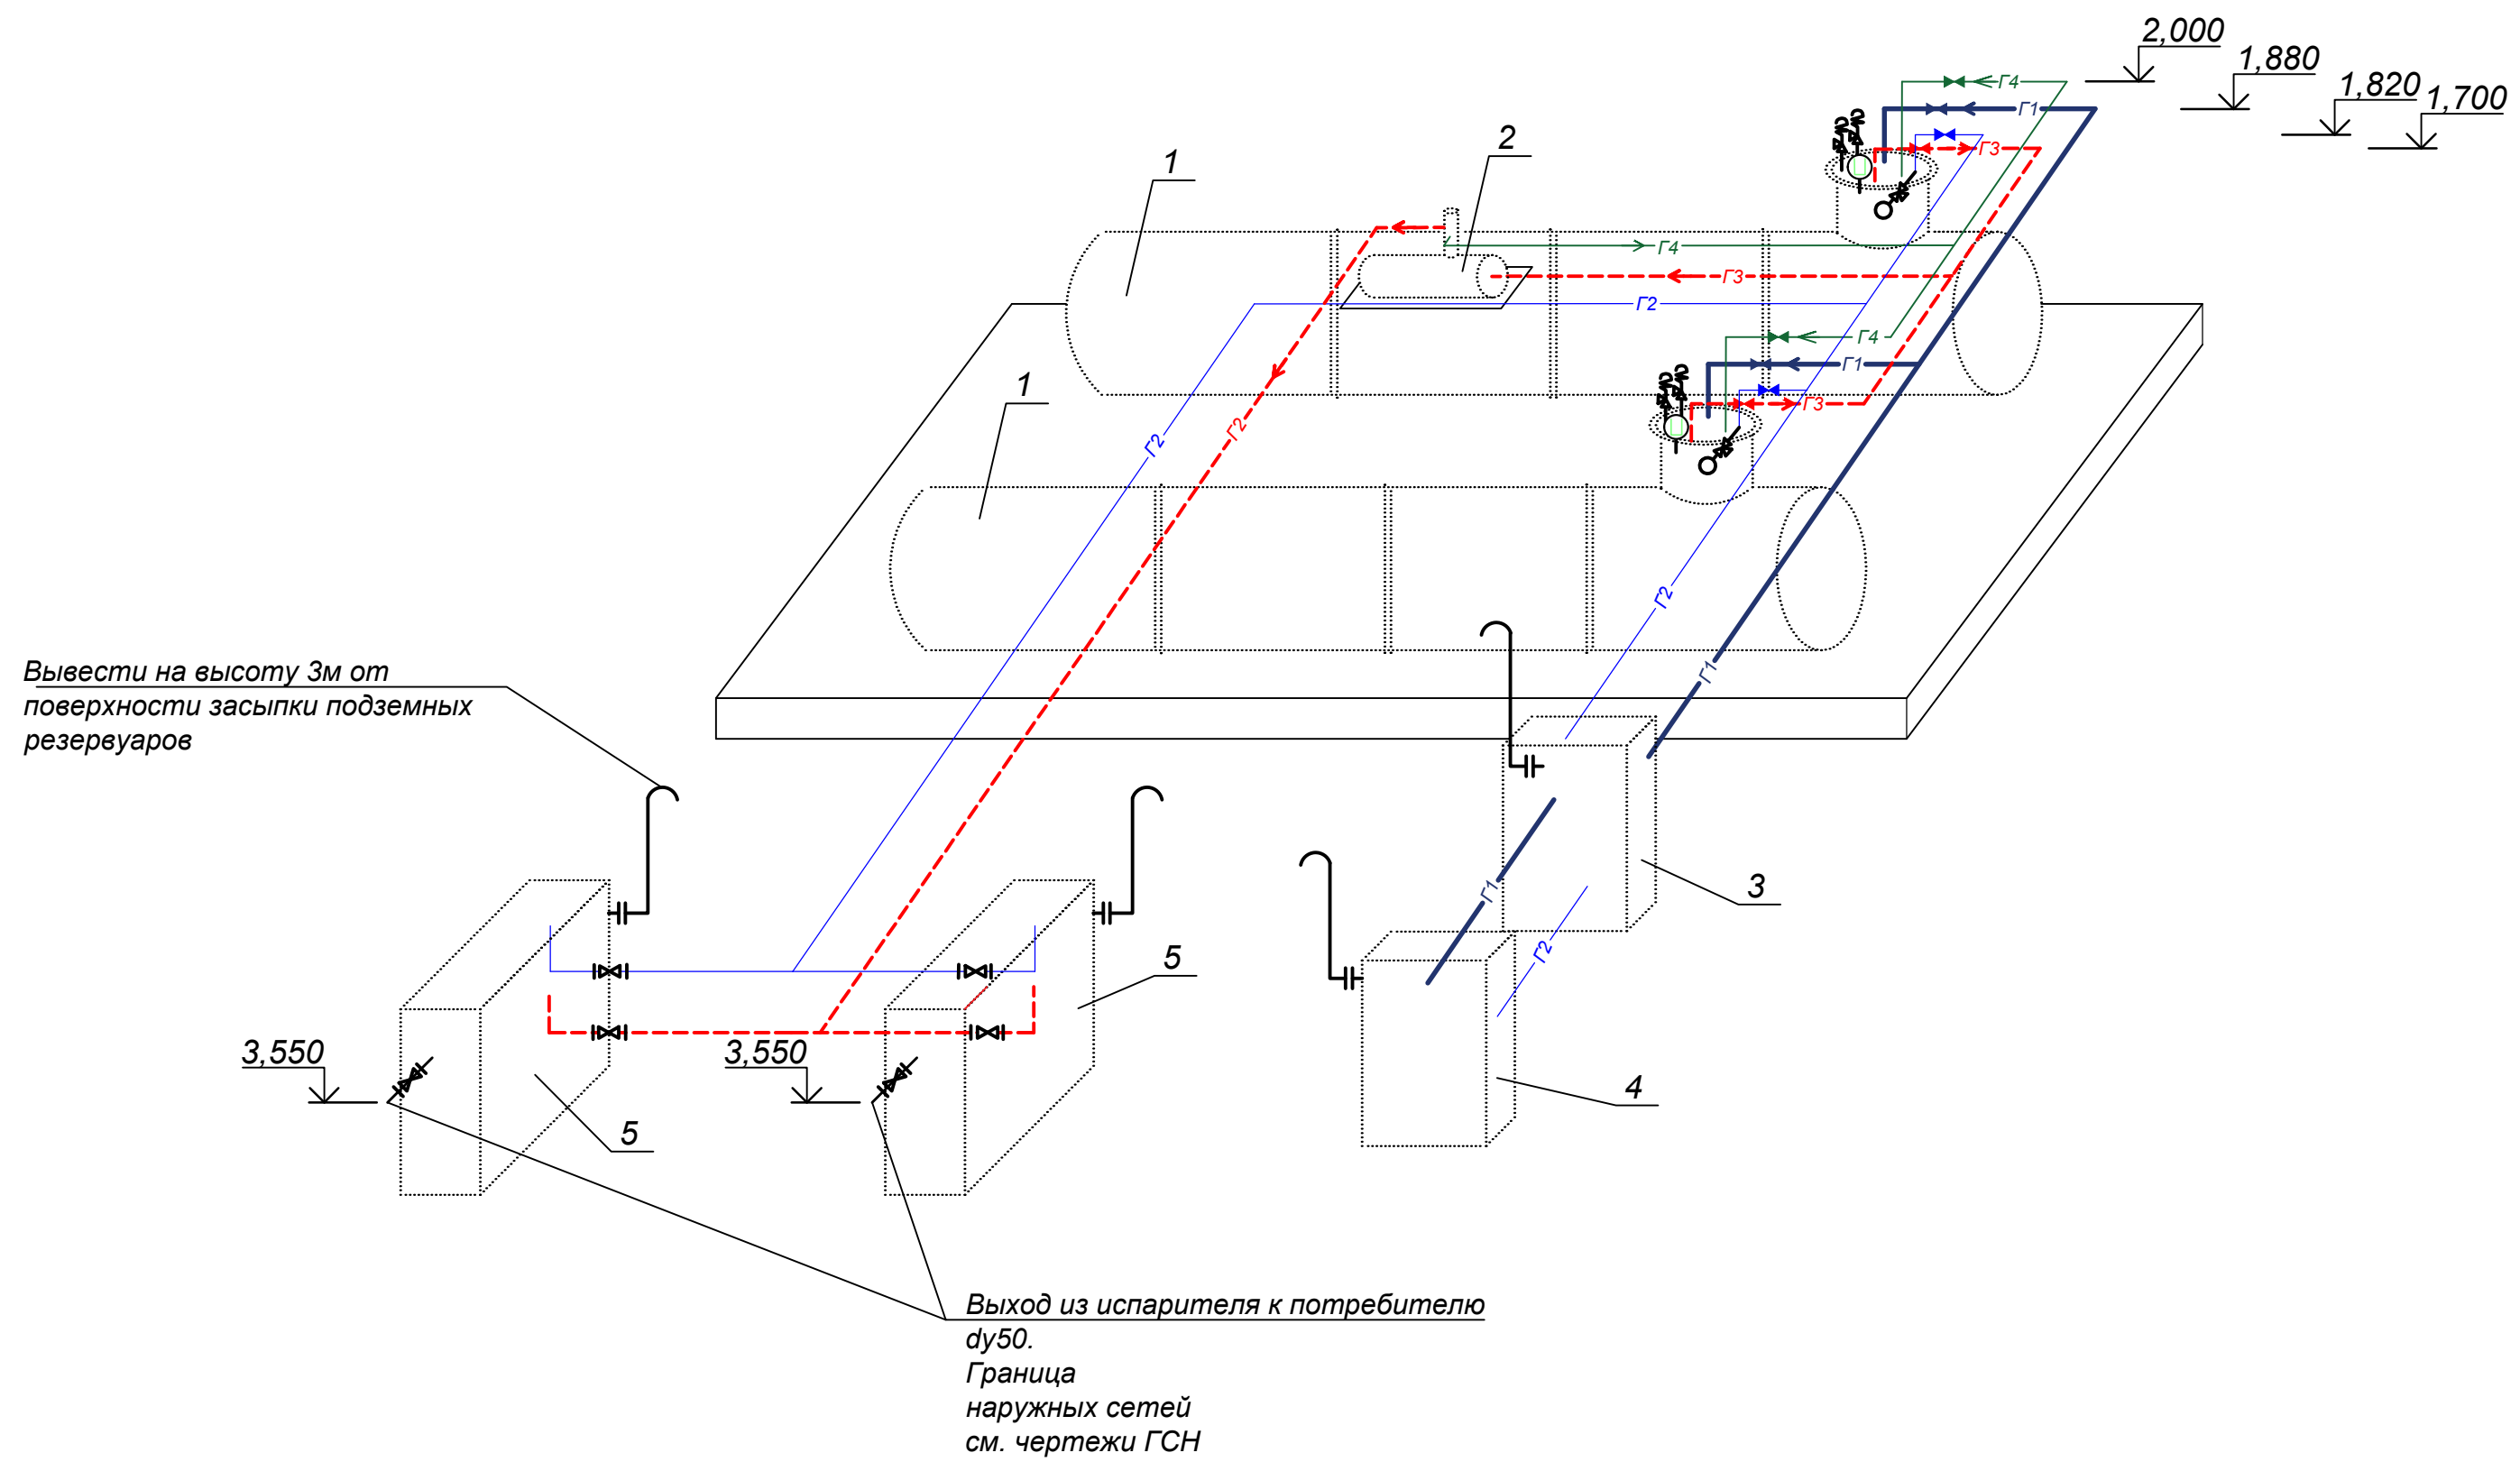 2,000
1,880
1,820
1,700
Г4
Г1
Г3
2
1
Г4
Г3
Г2
Г4
Г1
Г3
1
Г2
Г2
Г2
Г1
Вывести на высоту 3м от
поверхности засыпки подземных
резервуаров
Г1
3
Г2
5
3,550
3,550
4
5
Выход из испарителя к потребителю
dy50.
Граница
наружных сетей
см. чертежи ГСН